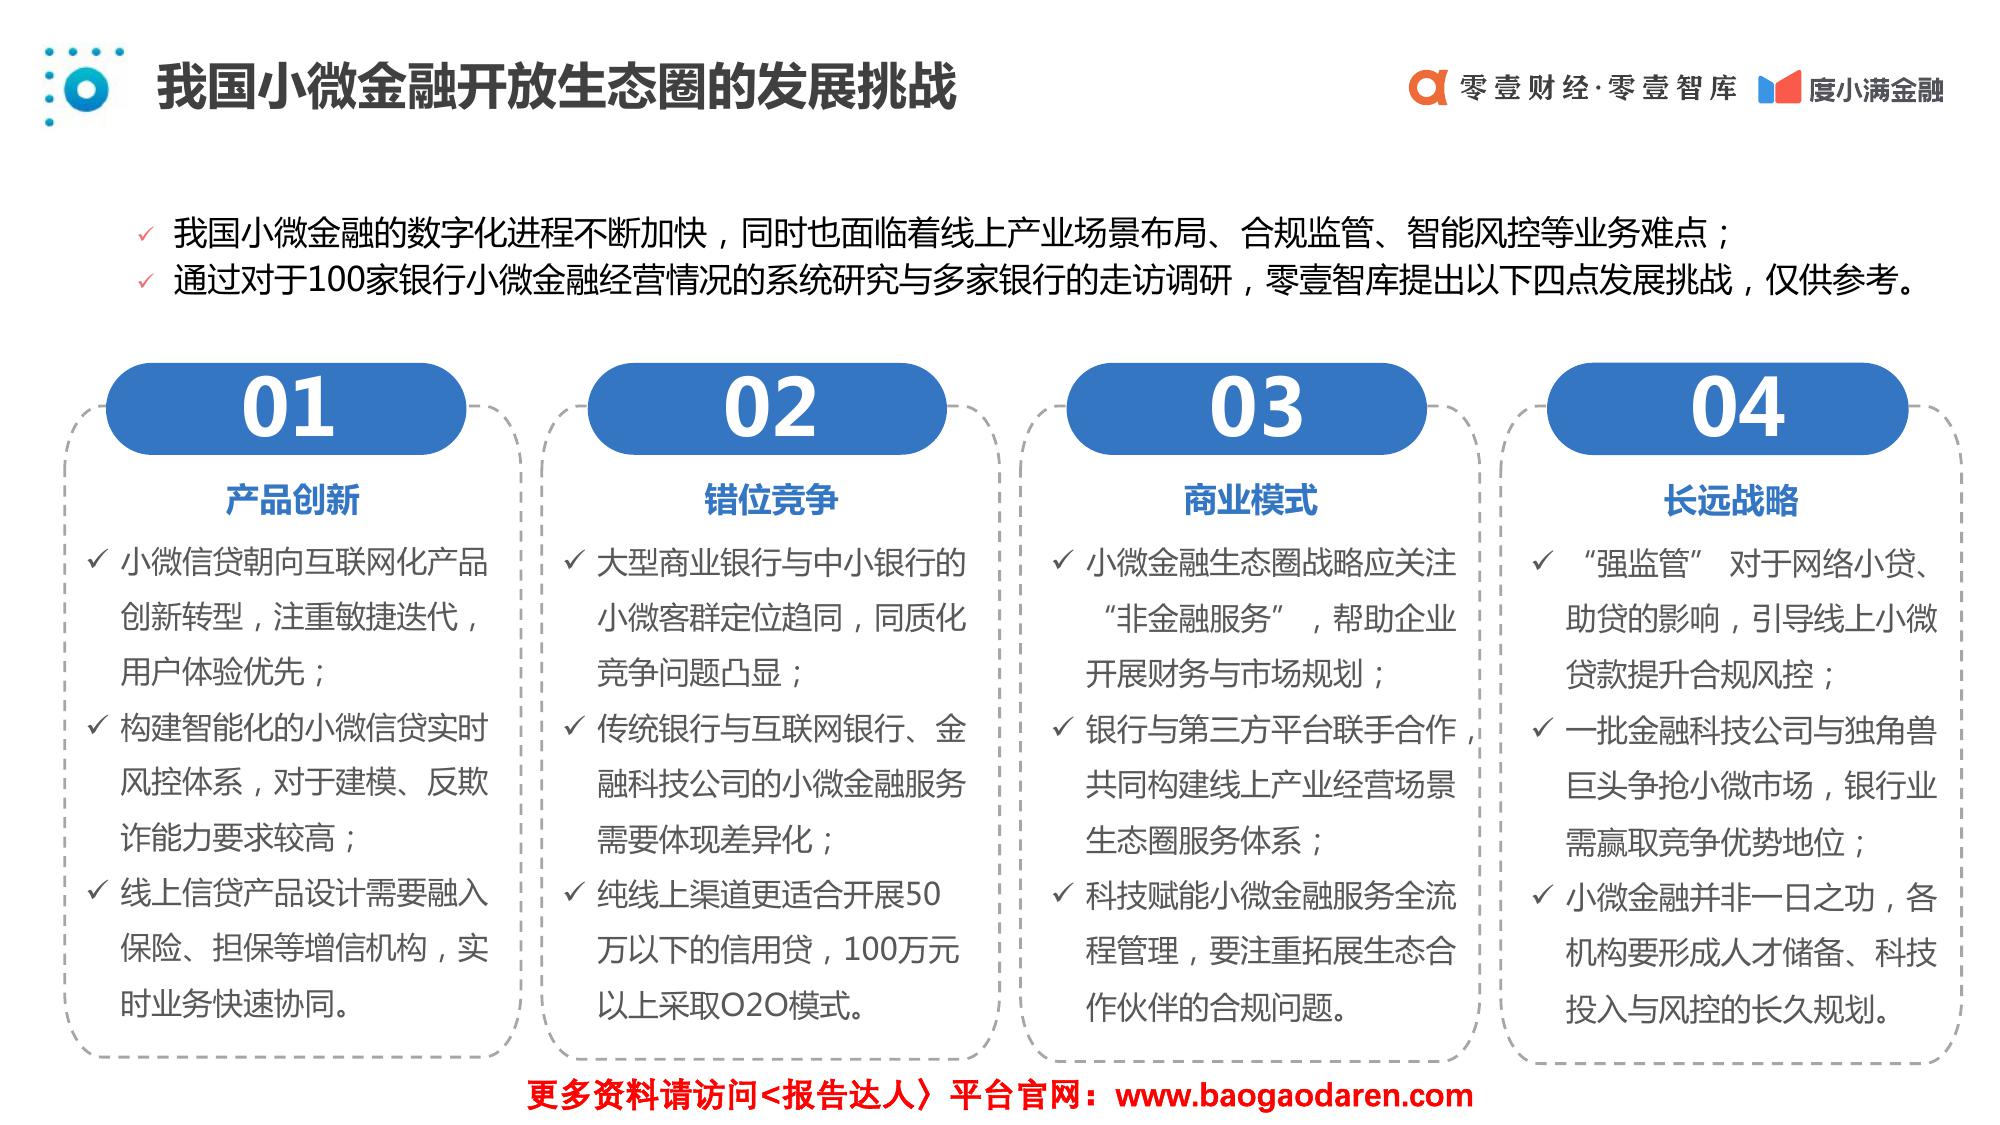 我国小微金融开放生态圈的发展挑战
零壹财经·零壹智库
度小满金融
✓ 我国小微金融的数字化进程不断加快，同时也面临着线上产业场景布局、合规监管、智能风控等业务难点；
✓ 通过对于100家银行小微金融经营情况的系统研究与多家银行的走访调研，零壹智库提出以下四点发展挑战，仅供参考。
01
产品创新
✓ 小微信贷朝向互联网化产品
创新转型，注重敏捷迭代，
用户体验优先；
✓ 构建智能化的小微信贷实时
风控体系，对于建模、反欺
诈能力要求较高；
✓ 线上信贷产品设计需要融入
保险、担保等增信机构，实
时业务快速协同。
02
错位竞争
✓ 大型商业银行与中小银行的
小微客群定位趋同，同质化
竞争问题凸显；
✓ 传统银行与互联网银行、金
融科技公司的小微金融服务
需要体现差异化；
✓ 纯线上渠道更适合开展50
万以下的信用贷，100万元
以上采取O2O模式。
03
商业模式
✓ 小微金融生态圈战略应关注
“非金融服务”，帮助企业
开展财务与市场规划；
✓ 银行与第三方平台联手合作，
共同构建线上产业经营场景
生态圈服务体系；
✓ 科技赋能小微金融服务全流
程管理，要注重拓展生态合
作伙伴的合规问题。
04
长远战略
✓ “强监管” 对于网络小贷、
助贷的影响，引导线上小微
贷款提升合规风控；
✓ 一批金融科技公司与独角兽
巨头争抢小微市场，银行业
需赢取竞争优势地位；
✓ 小微金融并非一日之功，各
机构要形成人才储备、科技
投入与风控的长久规划。
更多资料请访问<报告达人〉平台官网：www.baogaodaren.com